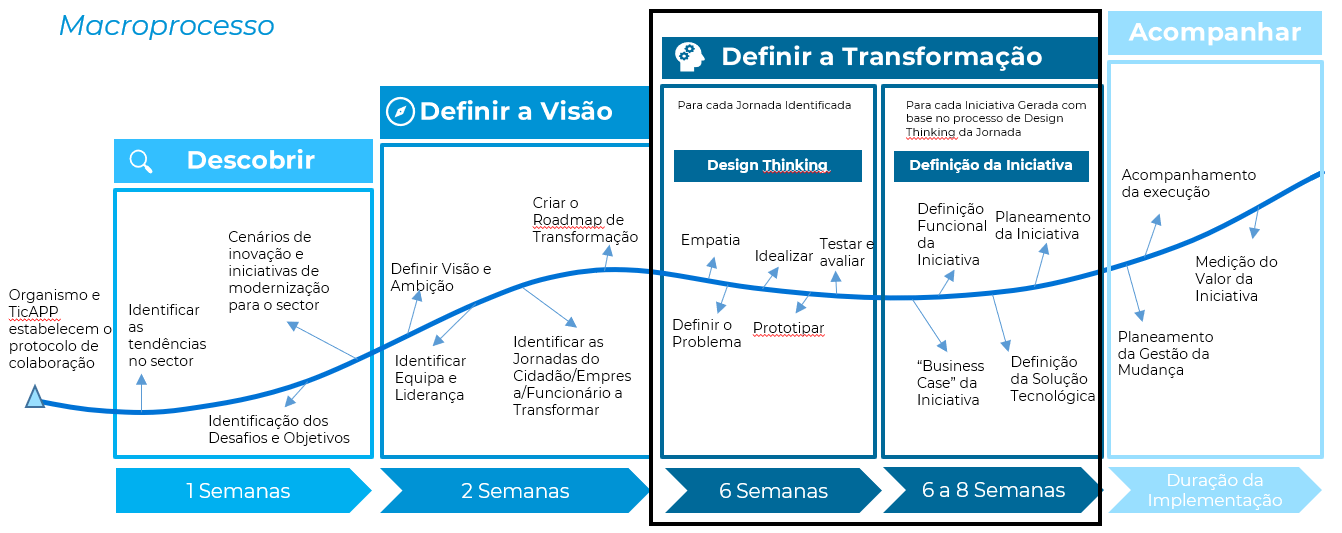 Macroprocesso
Organismo e
TicAPP
estabelecem o
protocolo de
colaboração
Descobrir
Identificar
as
tendências
no sector
Cenários de
inovação e
iniciativas de
modernização
para o sector
Identificação dos
Desafios e Objetivos
1 Semanas
Definir a Visão
Definir Visão e
Ambição
Identificar
Equipa e
Liderança
Criar o
Roadmap de
Transformação
Identificar as
Jornadas do
Cidadão/Empres
a/Funcionário a
Transformar
2 Semanas
Definir a Transformação
Para cada Jornada Identificada
Design Thinking
Empatia
Definir o
Problema
Idealizar
Prototipar
Testar e
avaliar
6 Semanas
Para cada Iniciativa Gerada com
base no processo de Design
Thinking da Jornada
Definição da Iniciativa
Definição
Funcional
da
Iniciativa
“Business
Case” da
Iniciativa
Planeamento
da Iniciativa
Definição
da Solução
Tecnológica
6 a 8 Semanas
Acompanhar
Acompanhamento
da execução
Planeamento
da Gestão da
Mudança
Medição do
Valor da
Iniciativa
Duração da
Implementação